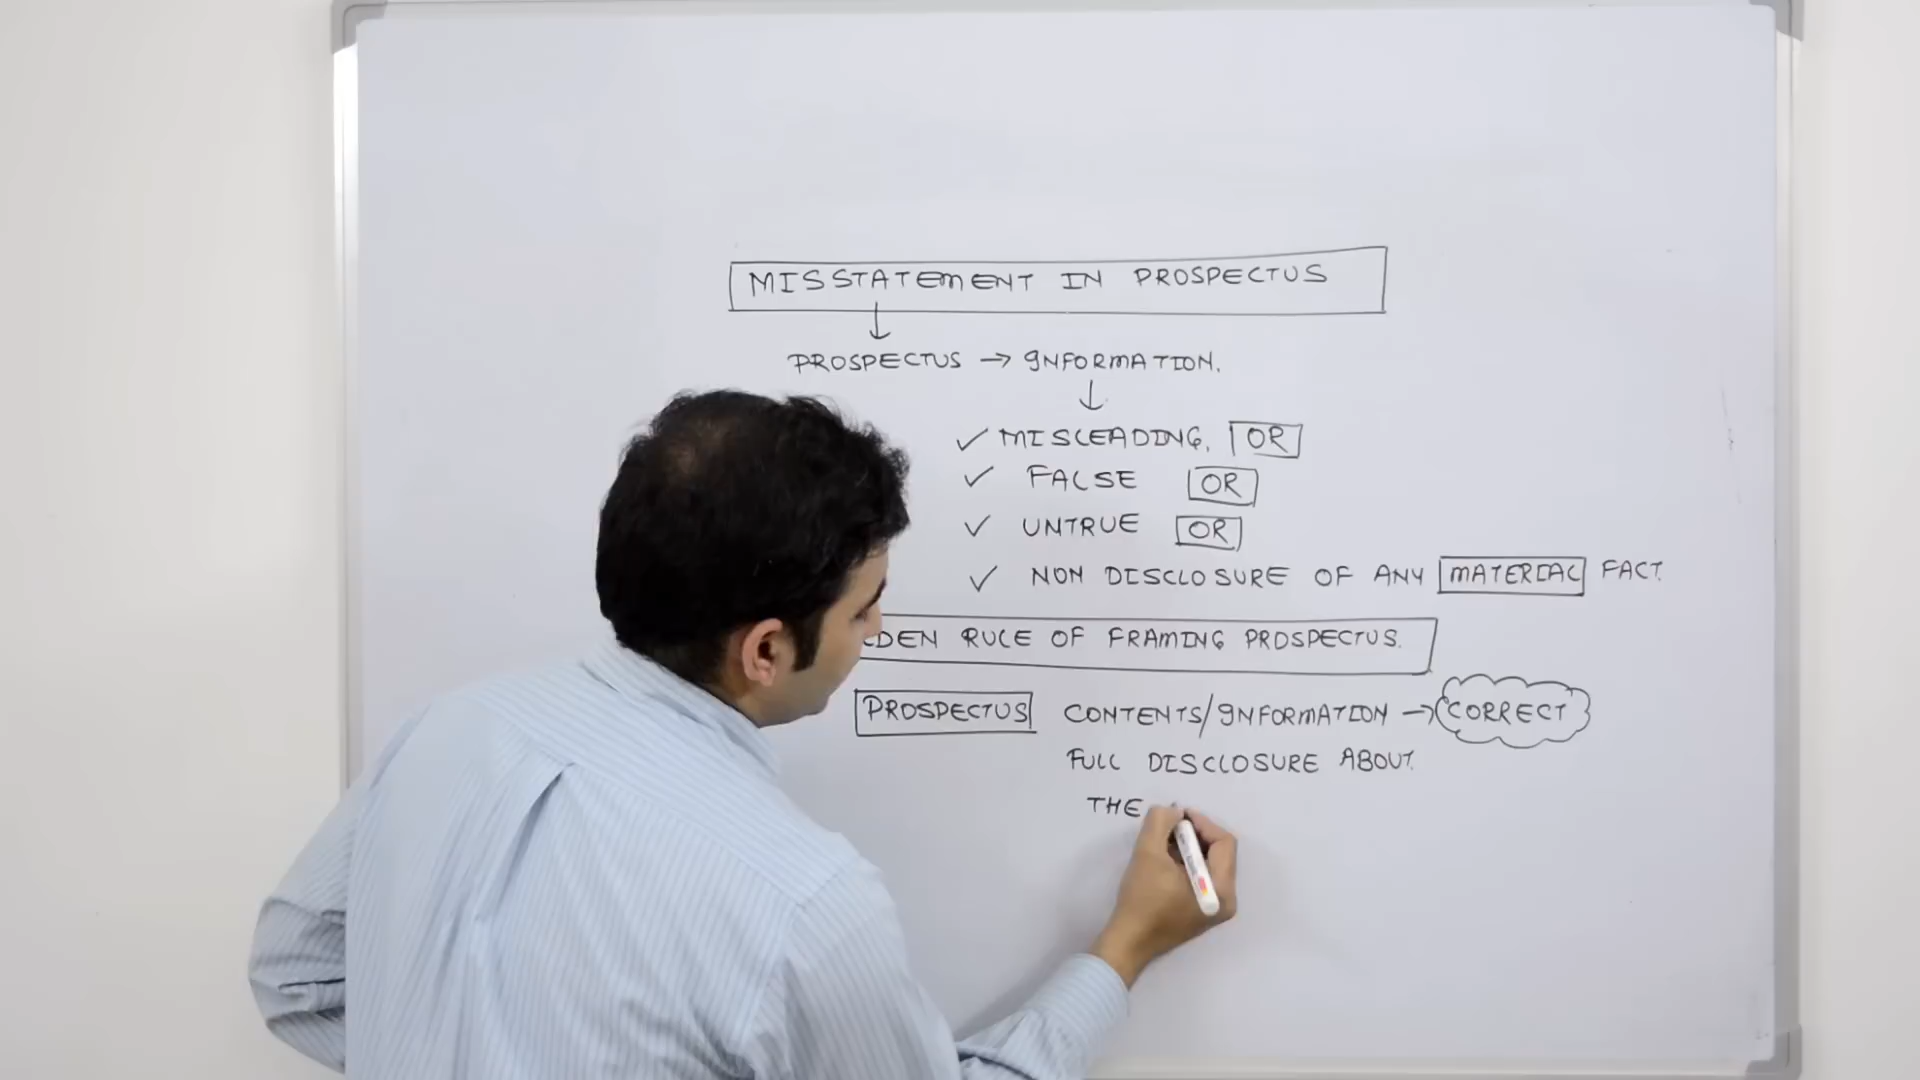 MISSTATEMENT IN PROSPECTUS
↓
PROSPECTUS → INFORMATION.
↓
✓ MISLEADING, OR
✓ FALSE OR
✓ UNTRUE OR
✓ NON DISCLOSURE OF ANY MATERIAL FACT.
RULE OF FRAMING PROSPECTUS.
PROSPECTUS CONTENTS/INFORMATION → CORRECT
FULL DISCLOSURE ABOUT
THE